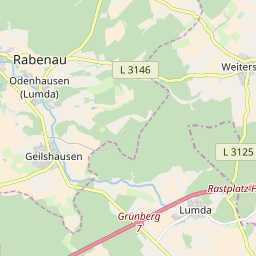 Rabenau
L 3146
Weiters
Odenhausen
(Lumda)
L 3125
Geilshausen
Rastplatz H
Grünberg
7
Lumda